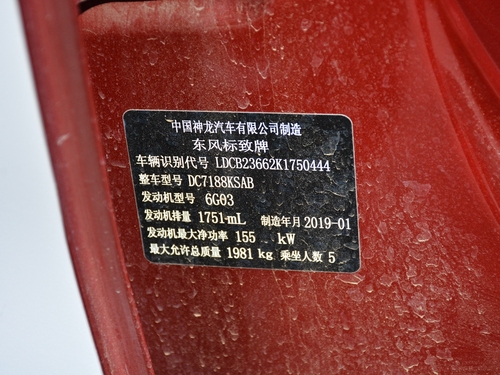 中国神龙汽车有限公司制造
东风标致牌
车辆识别代号 LDCB23662K1750444
整车型号 DC7188KSAB
发动机型号 6G03
发动机排量 1751-mL 制造年月 2019-01
发动机最大净功率 155 kW
最大允许总质量 1981 kg 乘坐人数 5